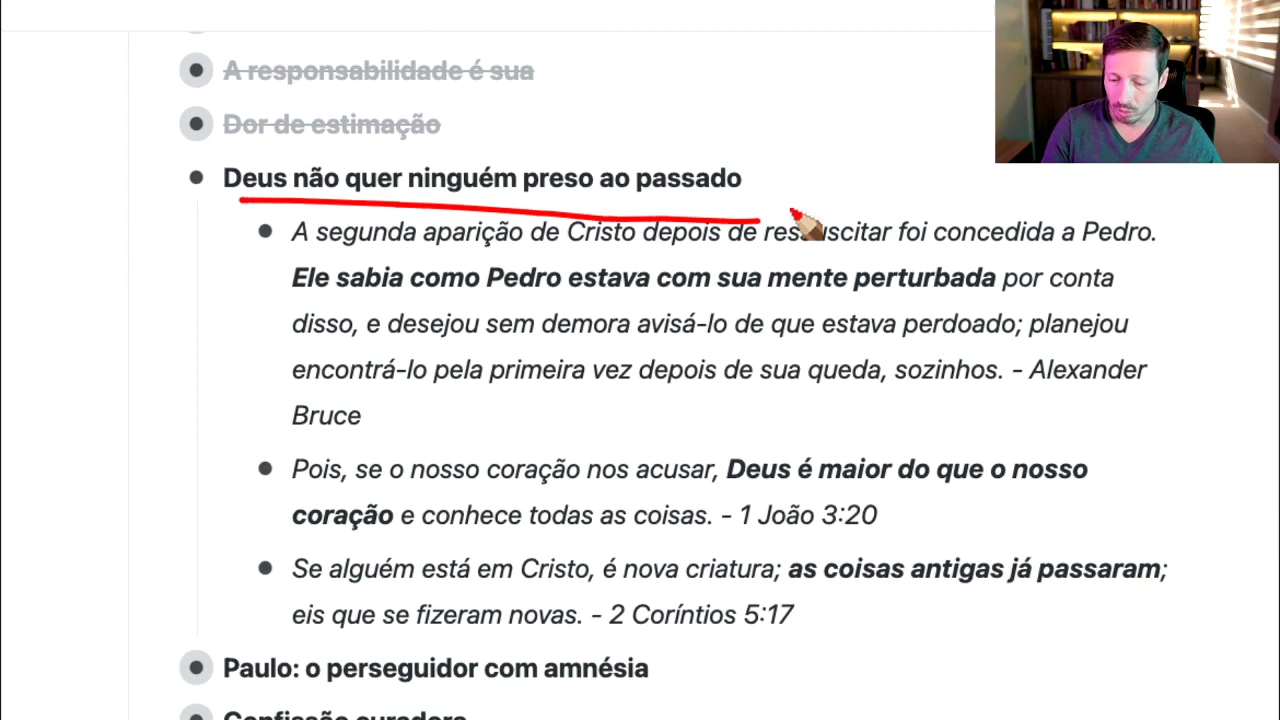 A responsabilidade é sua
Dor de estimação
Deus não quer ninguém preso ao passado
A segunda aparição de Cristo depois de ressuscitar foi concedida a Pedro.
Ele sabia como Pedro estava com sua mente perturbada por conta
disso, e desejou sem demora avisá-lo de que estava perdoado; planejou
encontrá-lo pela primeira vez depois de sua queda, sozinhos. - Alexander
Bruce
Pois, se o nosso coração nos acusar, Deus é maior do que o nosso
coração e conhece todas as coisas. - 1 João 3:20
Se alguém está em Cristo, é nova criatura; as coisas antigas já passaram;
eis que se fizeram novas. - 2 Coríntios 5:17
Paulo: o perseguidor com amnésia
Confissão curadora